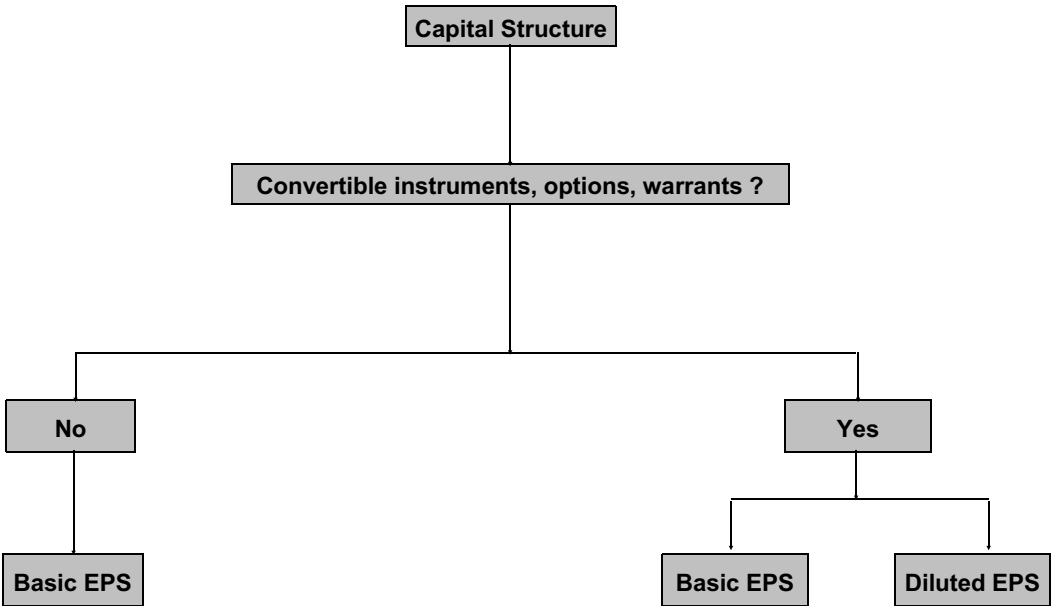 Capital Structure
Convertible instruments, options, warrants ?
No
Yes
Basic EPS
Basic EPS
Diluted EPS